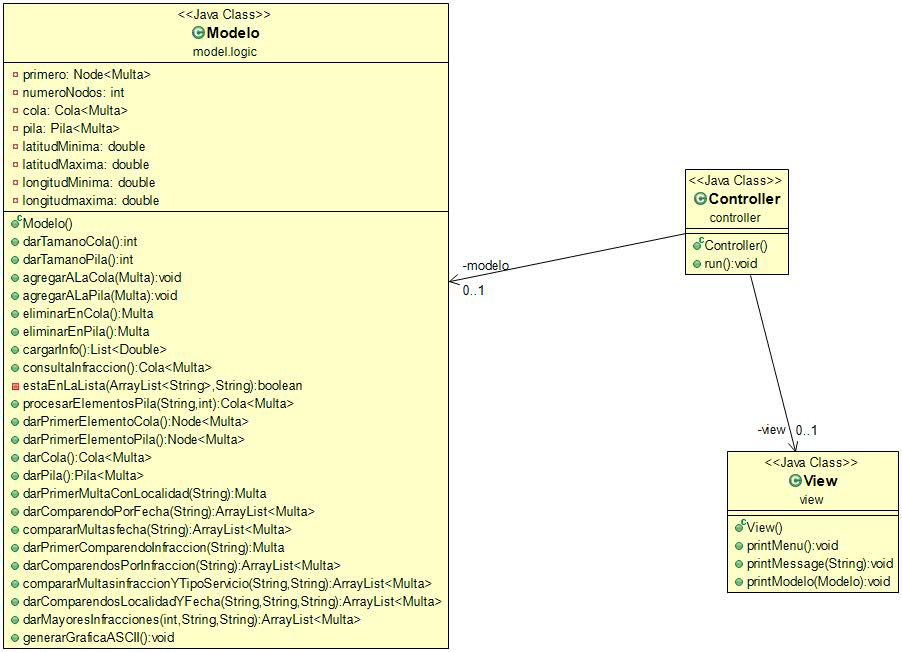 <<Java Class>>
Modelo
model.logic
primero: Node<Multa>
numeroNodos: int
cola: Cola<Multa>
pila: Pila<Multa>
latitudMinima: double
latitudMaxima: double
longitudMinima: double
longitudmaxima: double
Modelo()
darTamanoCola():int
darTamanoPila():int
agregarALaCola(Multa):void
agregarALaPila(Multa):void
eliminarEnCola():Multa
eliminarEnPila():Multa
cargarInfo():List<Double>
consultaInfraccion():Cola<Multa>
estaEnLaLista(ArrayList<String>,String):boolean
procesarElementosPila(String,int):Cola<Multa>
darPrimerElementoCola():Node<Multa>
darPrimerElementoPila():Node<Multa>
darCola():Cola<Multa>
darPila():Pila<Multa>
darPrimerMultaConLocalidad(String):Multa
darComparendoPorFecha(String):ArrayList<Multa>
compararMultasfecha(String):ArrayList<Multa>
darPrimerComparendoInfraccion(String):Multa
darComparendosPorInfraccion(String):ArrayList<Multa>
compararMultasinfraccionYTipoServicio(String,String):ArrayList<Multa>
darComparendosLocalidadYFecha(String,String,String):ArrayList<Multa>
darMayoresInfracciones(int,String,String):ArrayList<Multa>
generarGraficaASCII():void
-modelo
0..1
<<Java Class>>
Controller
controller
Controller()
run():void
-view 0..1
<<Java Class>>
View
view
View()
printMenu():void
printMessage(String):void
printModelo(Modelo):void